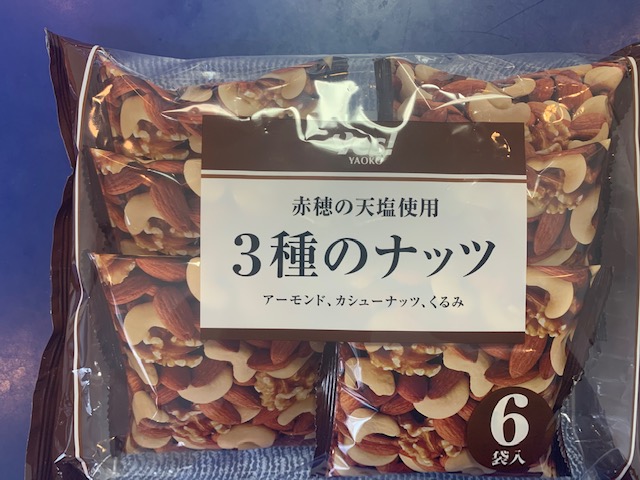 YAOKO
赤穂の天塩使用
3種のナッツ
アーモンド、カシューナッツ、くるみ
6
袋入